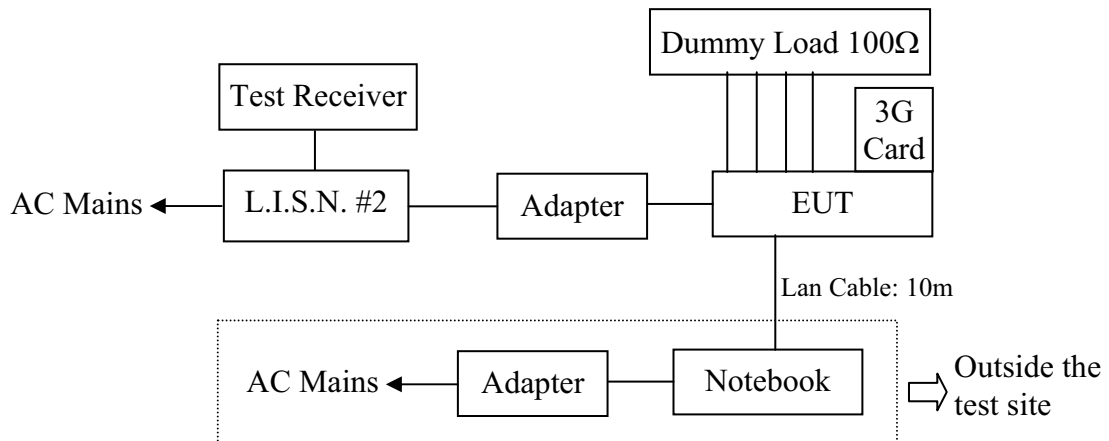 Dummy Load 100Ω
Test Receiver
3G
Card
AC Mains
L.I.S.N. #2
Adapter
EUT
Lan Cable: 10m
AC Mains
Adapter
Notebook
Outside the
test site